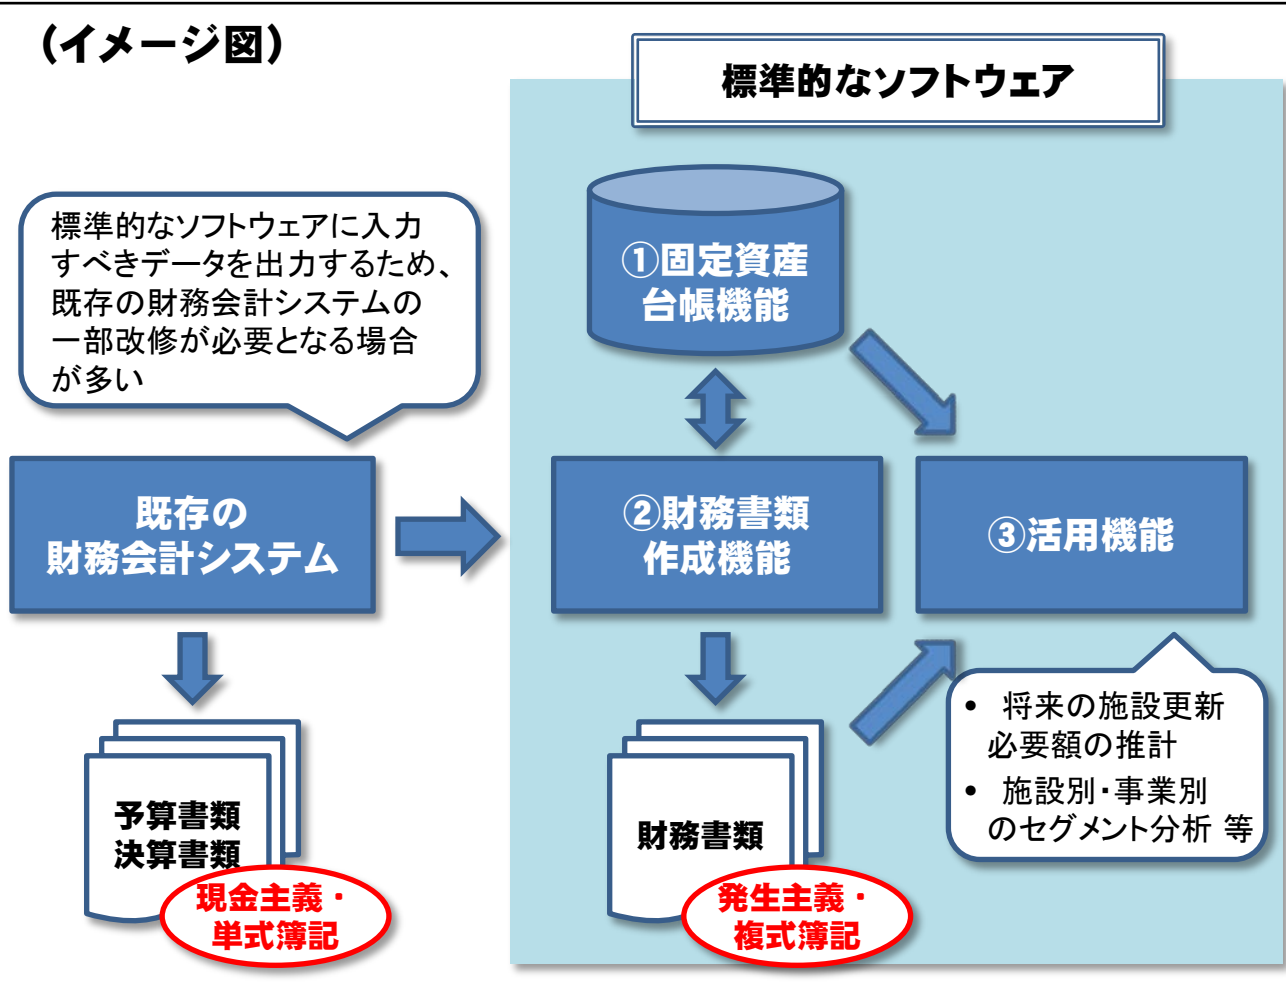 （イメージ図）
標準的なソフトウェア
標準的なソフトウェアに入力
すべきデータを出力するため、
既存の財務会計システムの
一部改修が必要となる場合
が多い
①固定資産
台帳機能
既存の
財務会計システム
②財務書類
作成機能
③活用機能
• 将来の施設更新
必要額の推計
• 施設別・事業別
のセグメント分析 等
予算書類
決算書類
現金主義・
単式簿記
財務書類
発生主義・
複式簿記